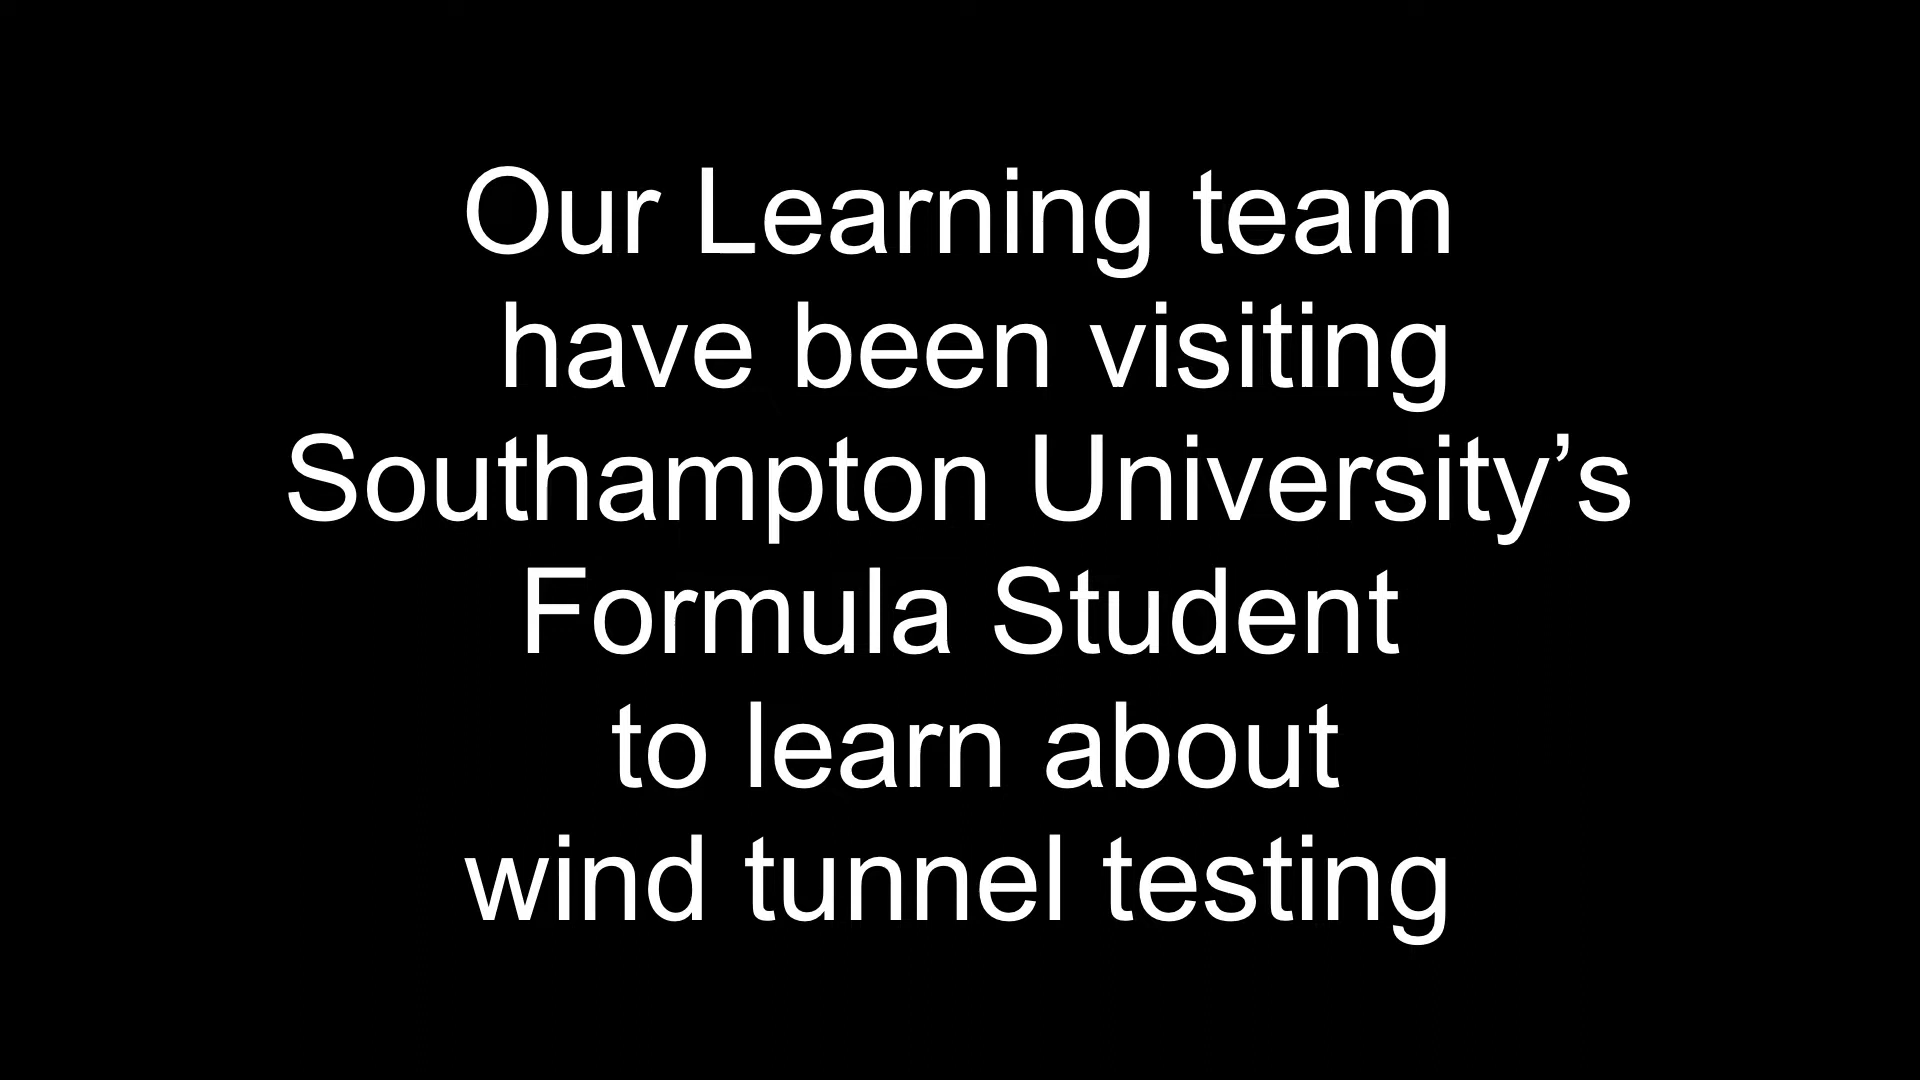 Our Learning team
have been visiting
Southampton University’s
Formula Student
to learn about
wind tunnel testing